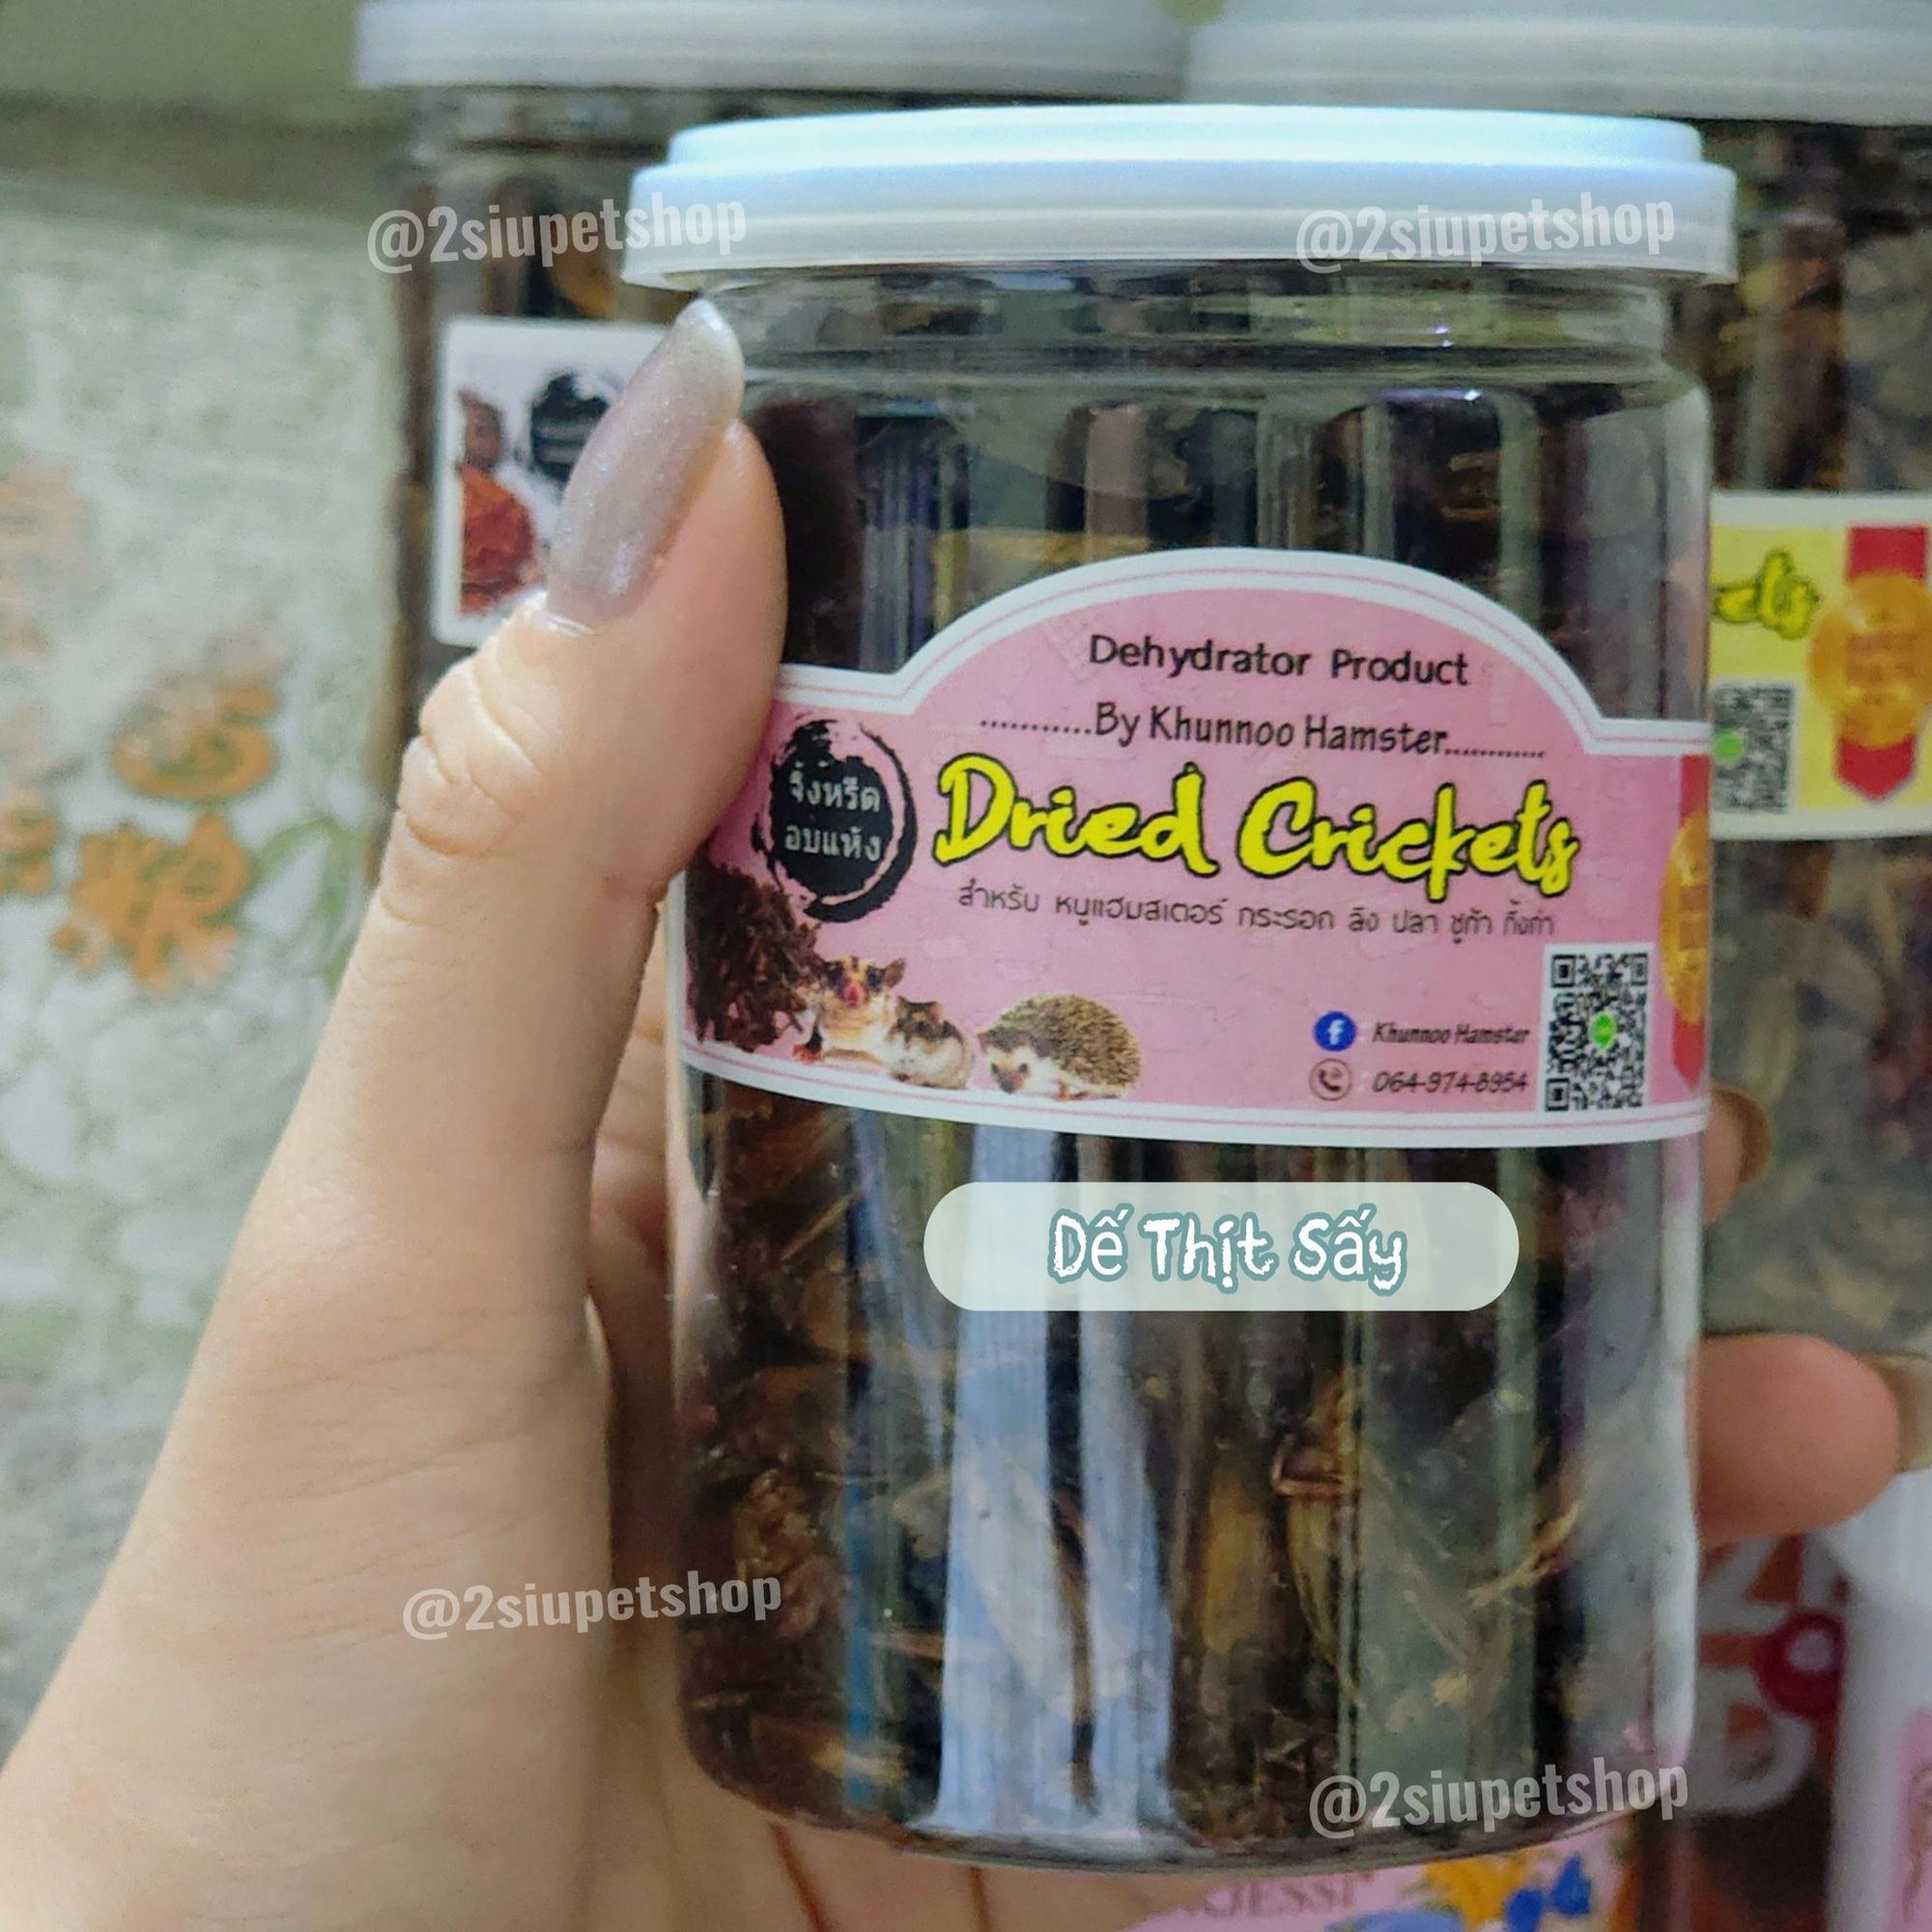 @2siupetshop
@2siupetshop
Dehydrator Product
...........By Khunnoo Hamster............
จิ้งหรีด
อบแห้ง
Dried Crickets
สำหรับ หนูแฮมสเตอร์ กระรอก ลิง ปลา ชูก้า กิ้งก่า
Khunnoo Hamster
064-974-8954
Dế Thịt Sấy
@2siupetshop
@2siupetshop